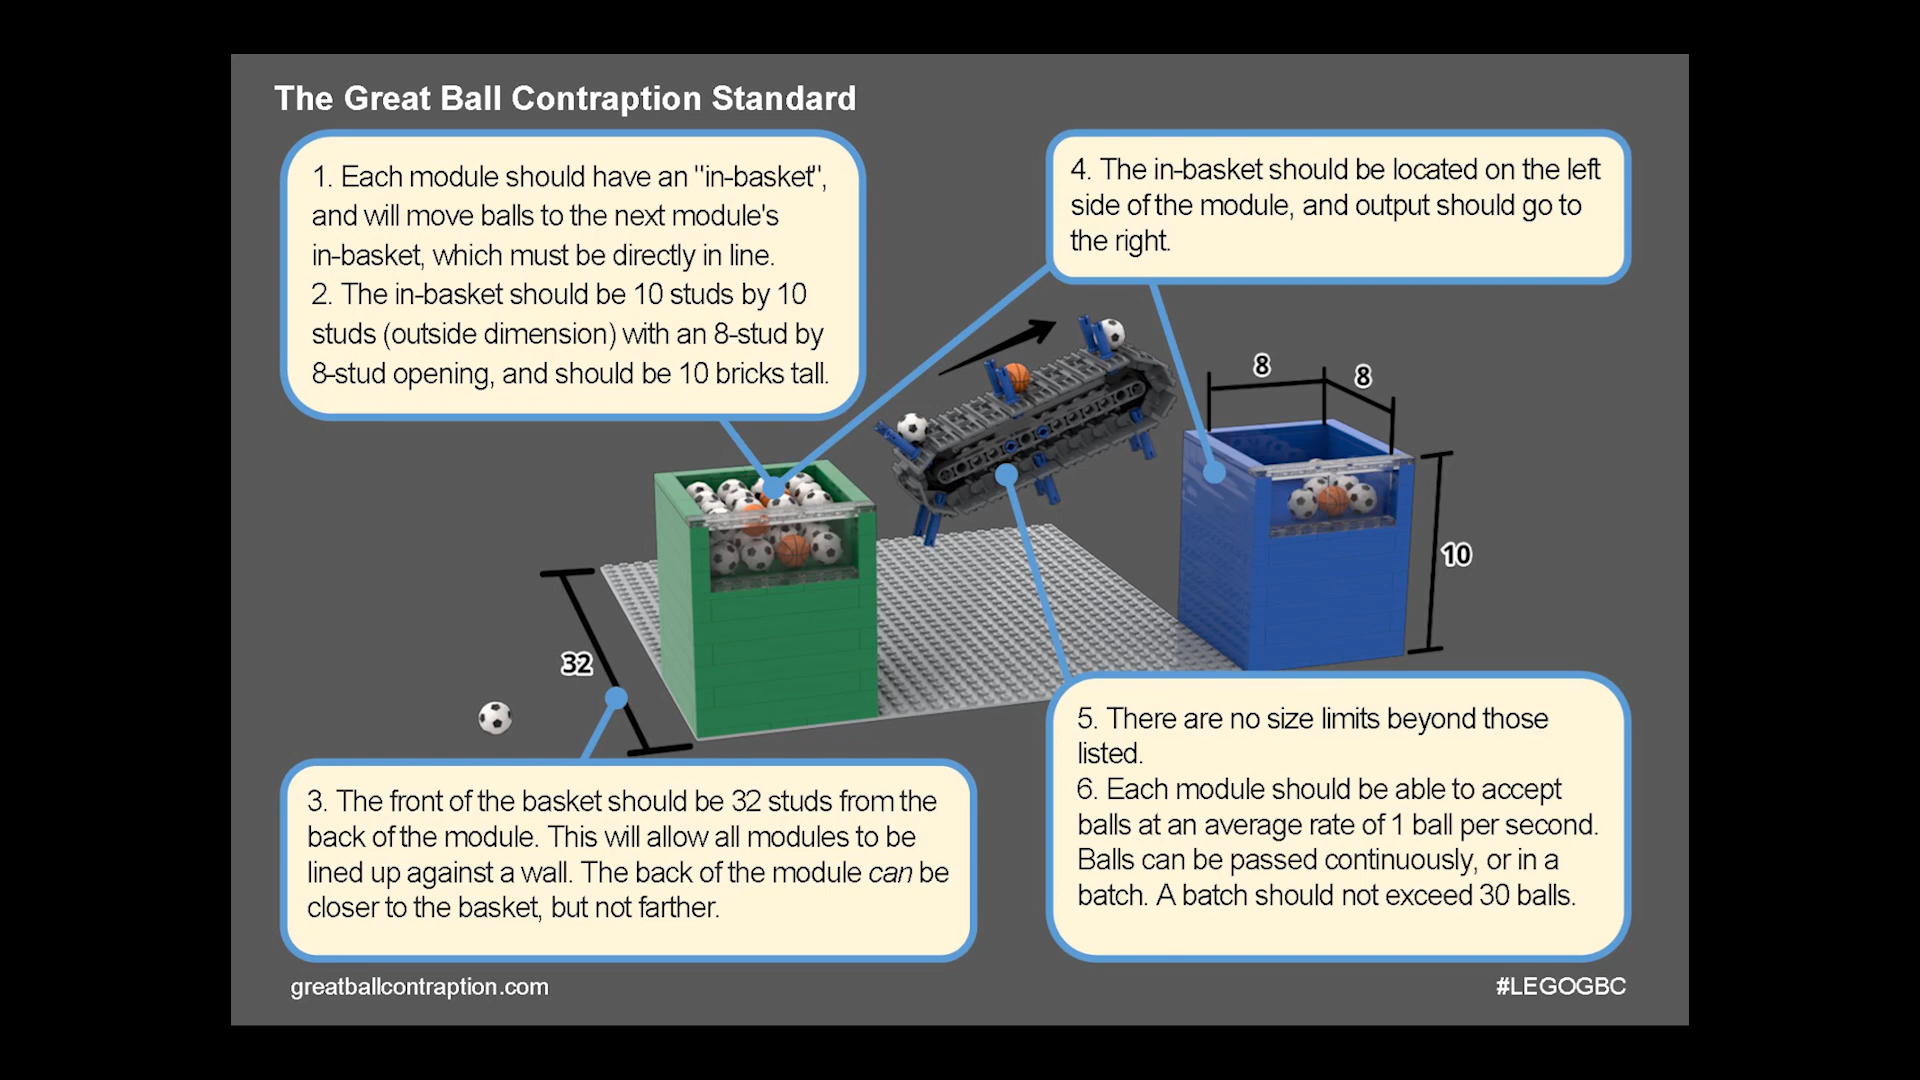 The Great Ball Contraption Standard
1. Each module should have an "in-basket",
and will move balls to the next module's
in-basket, which must be directly in line.
2. The in-basket should be 10 studs by 10
studs (outside dimension) with an 8-stud by
8-stud opening, and should be 10 bricks tall.
4. The in-basket should be located on the left
side of the module, and output should go to
the right.
8
8
10
32
3. The front of the basket should be 32 studs from the
back of the module. This will allow all modules to be
lined up against a wall. The back of the module can be
closer to the basket, but not farther.
5. There are no size limits beyond those
listed.
6. Each module should be able to accept
balls at an average rate of 1 ball per second.
Balls can be passed continuously, or in a
batch. A batch should not exceed 30 balls.
greatballcontraption.com
#LEGOGBC